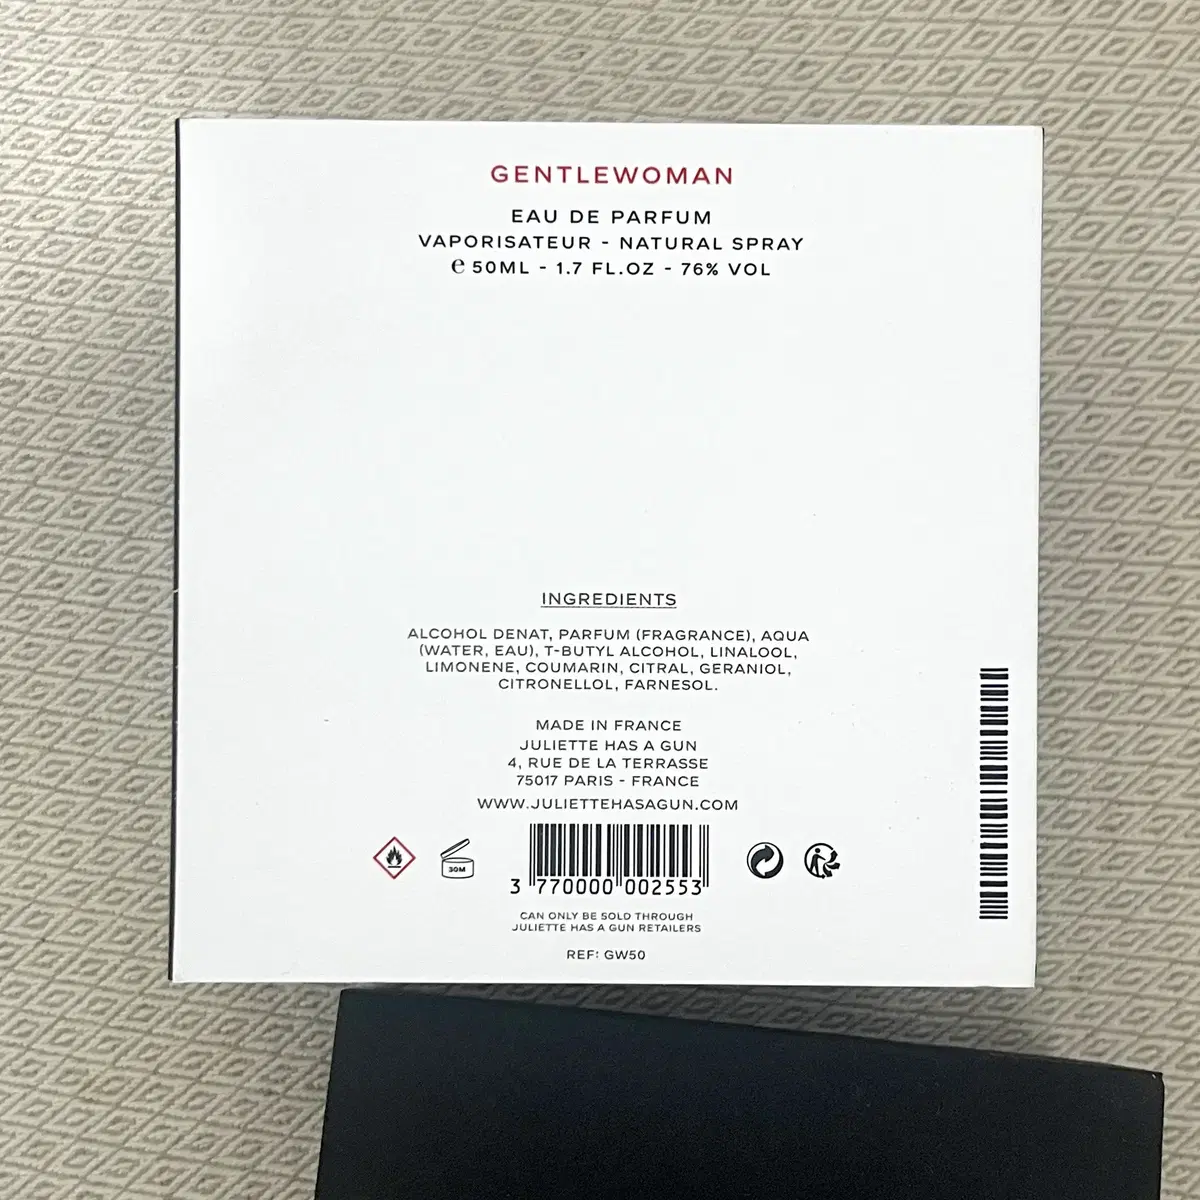 GENTLEWOMAN
EAU DE PARFUM
VAPORISATEUR - NATURAL SPRAY
℮ 50ML - 1.7 FL.OZ - 76% VOL
INGREDIENTS
ALCOHOL DENAT, PARFUM (FRAGRANCE), AQUA
(WATER, EAU), T-BUTYL ALCOHOL, LINALOOL,
LIMONENE, COUMARIN, CITRAL, GERANIOL,
CITRONELLOL, FARNESOL.
MADE IN FRANCE
JULIETTE HAS A GUN
4, RUE DE LA TERRASSE
75017 PARIS - FRANCE
WWW.JULIETTEHASAGUN.COM
30M
3 770000 002553
CAN ONLY BE SOLD THROUGH
JULIETTE HAS A GUN RETAILERS
REF: GW50